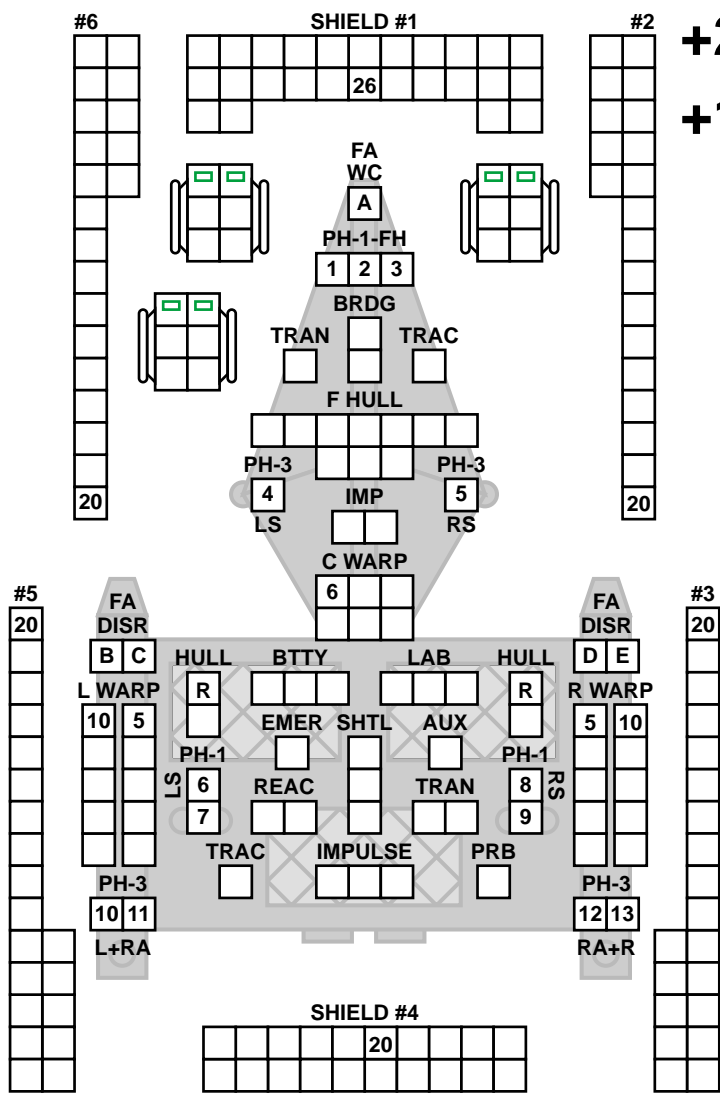 #6 SHIELD #1 #2
+2
26
+1
FA
WC
A
PH-1-FH
1 2 3
BRDG
TRAN TRAC
F HULL
PH-3 PH-3
4 IMP 5
LS RS
20 20
C WARP
6
#5 FA FA #3
20 DISR DISR 20
B C HULL BTTY LAB HULL D E
L WARP R R R WARP
10 5 EMER SHTL AUX 5 10
PH-1 PH-1
LS 6 REAC TRAN 8 RS
7 9
TRAC IMPULSE PRB
PH-3 PH-3
10 11 12 13
L+RA RA+R
SHIELD #4
20